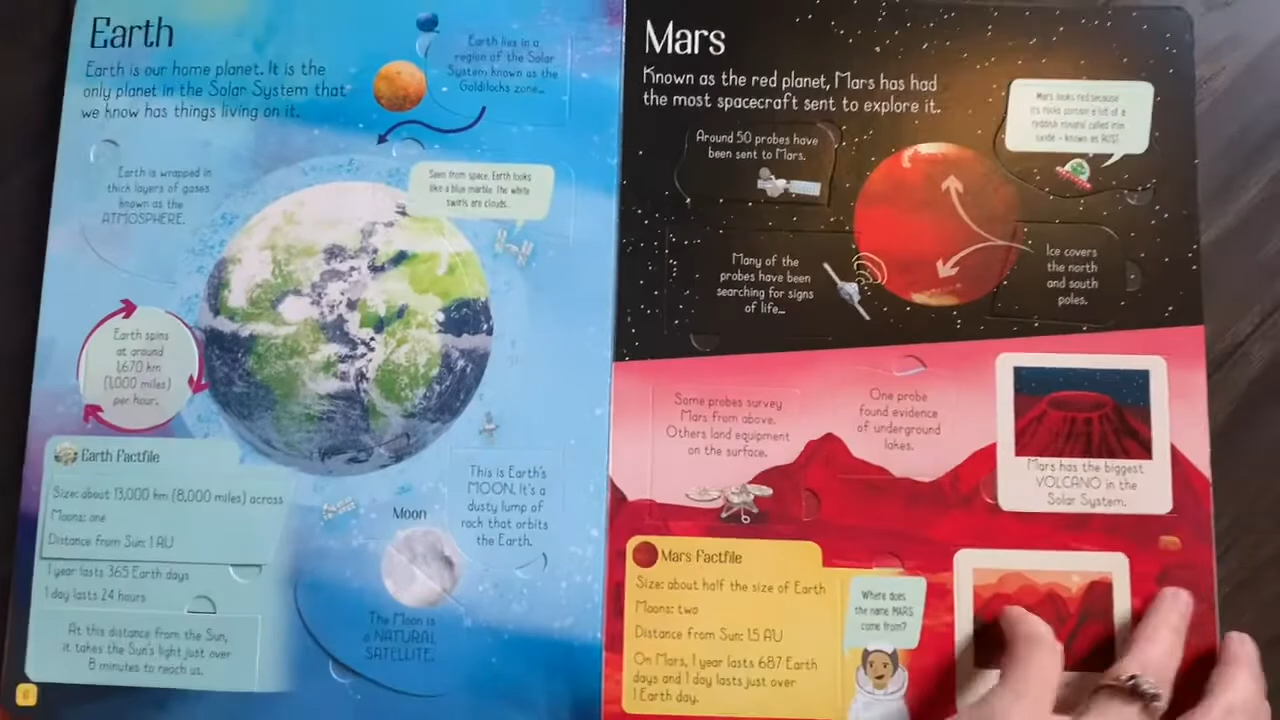 Earth
Earth is our home planet. It is the
only planet in the Solar System that
we know has things living on it.
Earth lies in a
region of the Solar
System known as the
Goldilocks zone...
Earth is wrapped in
thick layers of gases
known as the
ATMOSPHERE.
Seen from space, Earth looks
like a blue marble. The white
swirls are clouds.
Earth spins
at around
1,670 km
(1,000 miles)
per hour.
Earth Factfile
Size: about 13,000 km (8,000 miles) across
Moons: one
Distance from Sun: 1 AU
1 year lasts 365 Earth days
1 day lasts 24 hours
At this distance from the Sun,
it takes the Sun's light just over
8 minutes to reach us.
This is Earth's
MOON. It's a
dusty lump of
rock that orbits
the Earth.
Moon
The Moon is
a NATURAL
SATELLITE.
Mars
Known as the red planet, Mars has had
the most spacecraft sent to explore it.
Around 50 probes have
been sent to Mars.
Mars looks red because
its rocks contain a lot of a
reddish mineral called iron
oxide – known as RUST.
Many of the
probes have been
searching for signs
of life...
Ice covers
the north
and south
poles.
Some probes survey
Mars from above.
Others land equipment
on the surface.
One probe
found evidence
of underground
lakes.
Mars has the biggest
VOLCANO in the
Solar System.
Mars Factfile
Size: about half the size of Earth
Moons: two
Distance from Sun: 1.5 AU
On Mars, 1 year lasts 687 Earth
days and 1 day lasts just over
1 Earth day.
Where does
the name MARS
come from?